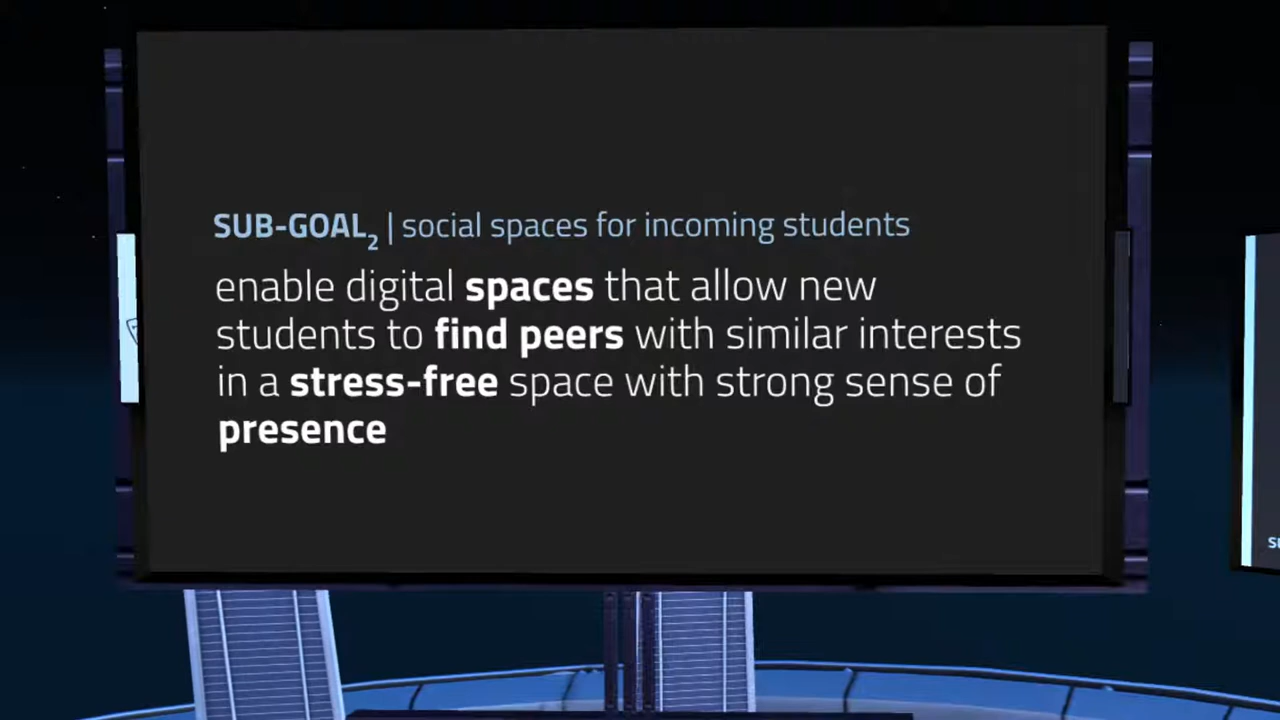 SUB-GOAL₂ | social spaces for incoming students
enable digital spaces that allow new
students to find peers with similar interests
in a stress-free space with strong sense of
presence